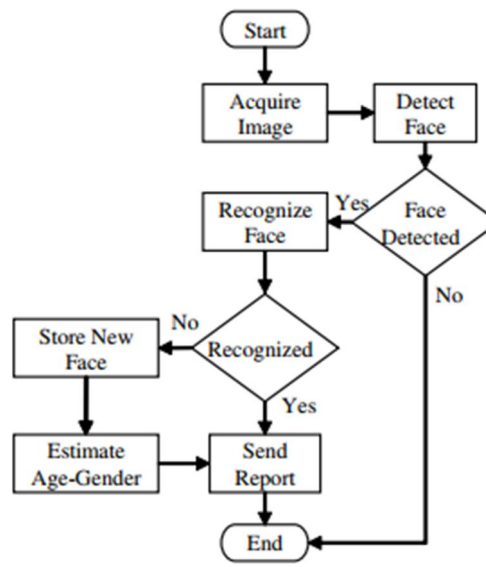 Start
Acquire
Image
Detect
Face
Face
Detected
Yes
No
Recognize
Face
Recognized
No
Yes
Store New
Face
Estimate
Age-Gender
Send
Report
End